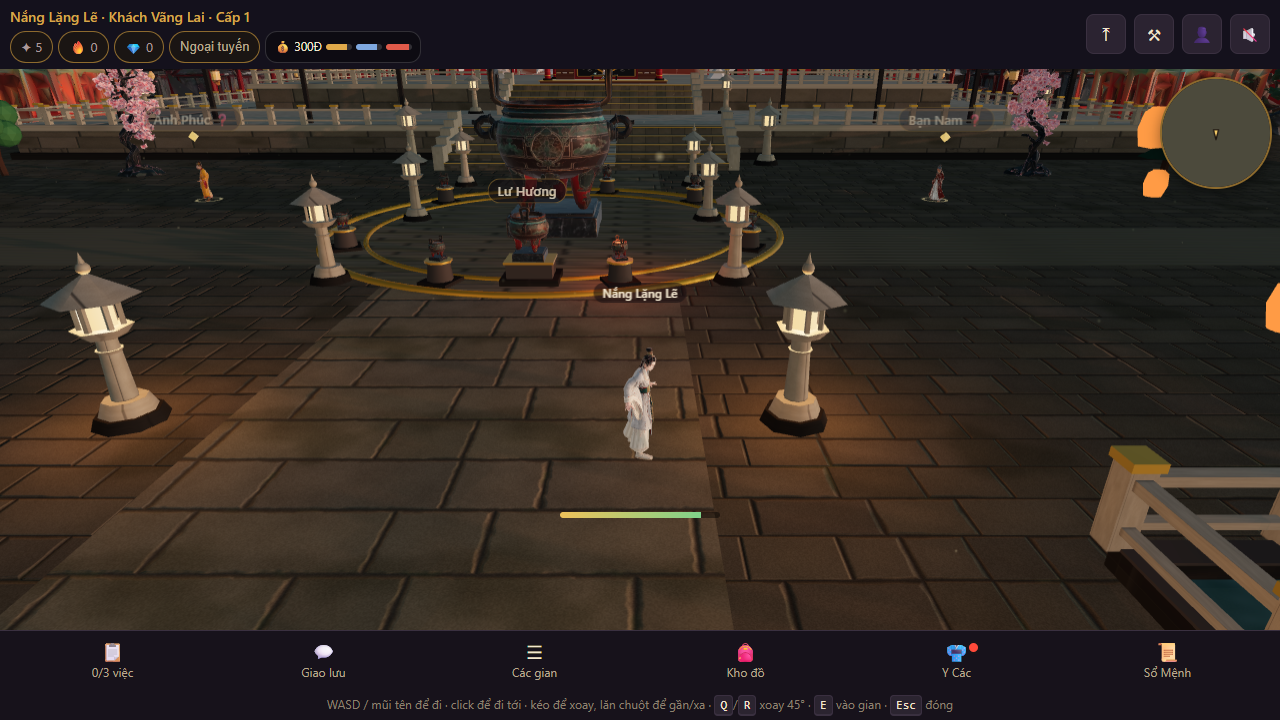 Nắng Lặng Lẽ · Khách Vãng Lai · Cấp 1
5
0
0
Ngoại tuyến
300Đ
Anh Phúc ?
Bạn Nam ?
Lư Hương
Nắng Lặng Lẽ
0/3 việc
Giao lưu
Các gian
Kho đồ
Y Các
Sổ Mệnh
WASD / mũi tên để đi · click để đi tới · kéo để xoay, lăn chuột để gần/xa · Q / R xoay 45° · E vào gian · Esc đóng